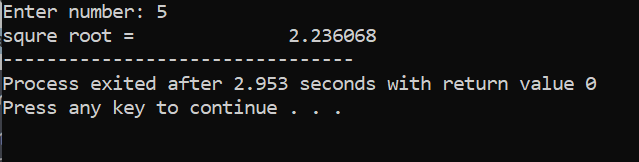 Enter number: 5
squre root =             2.236068
--------------------------------
Process exited after 2.953 seconds with return value 0
Press any key to continue . . .